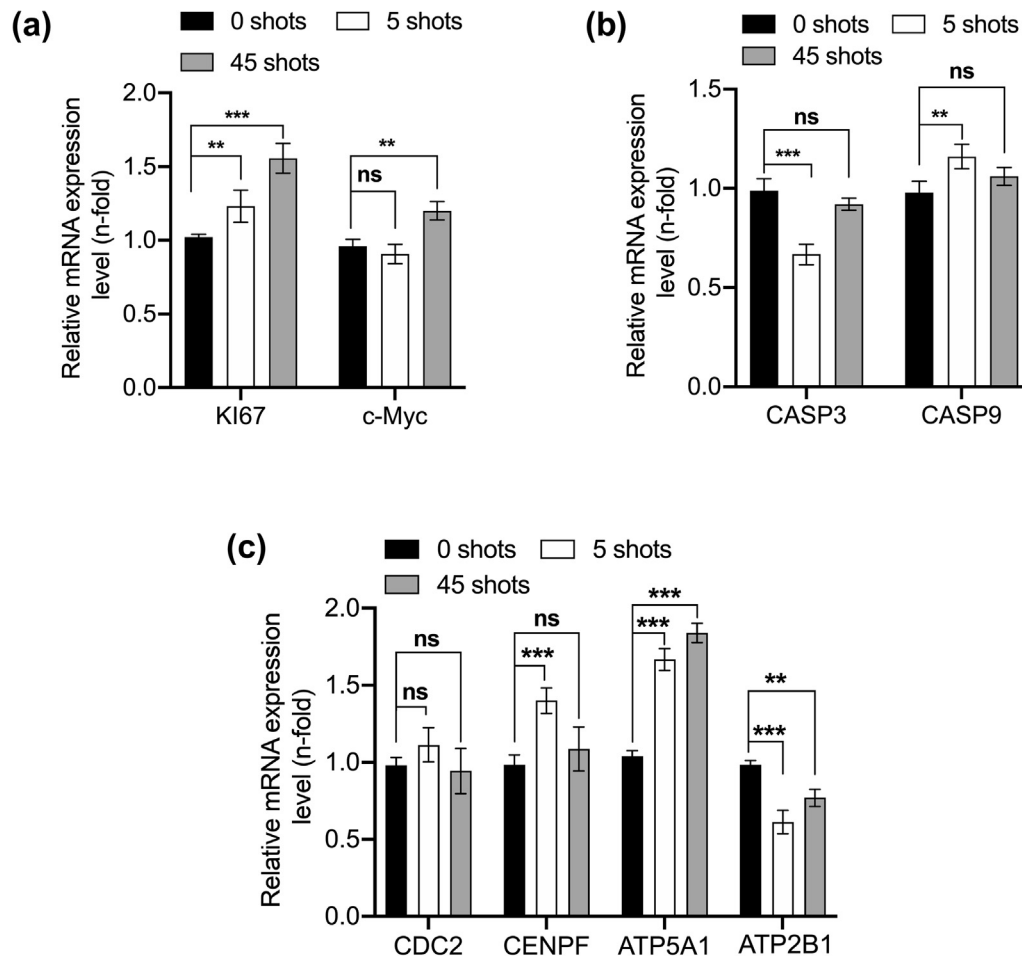 (a)
0 shots 5 shots
45 shots
Relative mRNA expression
level (n-fold)
2.0
1.5
1.0
0.5
0.0
***
**
**
ns
KI67 c-Myc
(b)
0 shots 5 shots
45 shots
Relative mRNA expression
level (n-fold)
1.5
1.0
0.5
0.0
ns
ns
***
**
CASP3 CASP9
(c)
0 shots 5 shots
45 shots
Relative mRNA expression
level (n-fold)
2.0
1.5
1.0
0.5
0.0
ns
ns
ns
***
***
***
**
***
CDC2 CENPF ATP5A1 ATP2B1